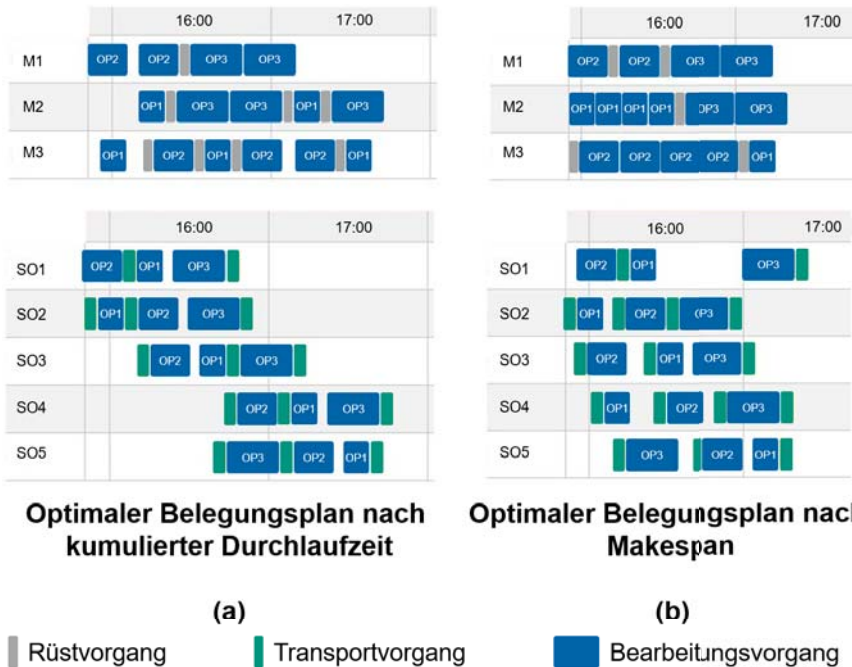 (a)
16:00 17:00
M1 OP2 OP2 OP3 OP3
M2 OP1 OP3 OP3 OP1 OP3
M3 OP1 OP2 OP1 OP2 OP2 OP1
16:00 17:00
SO1 OP2 OP1 OP3
SO2 OP1 OP2 OP3
SO3 OP2 OP1 OP3
SO4 OP2 OP1 OP3
SO5 OP3 OP2 OP1
Optimaler Belegungsplan nach
kumulierter Durchlaufzeit
(a)
(b)
16:00 17:00
M1 OP2 OP2 OP3 OP3
M2 OP1 OP1 OP1 OP1 OP3 OP3
M3 OP2 OP2 OP2 OP2 OP1
16:00 17:00
SO1 OP2 OP1 OP3
SO2 OP1 OP2 OP3
SO3 OP2 OP1 OP3
SO4 OP1 OP2 OP3
SO5 OP3 OP2 OP1
Optimaler Belegungsplan nach
Makespan
(b)
Rüstvorgang Transportvorgang Bearbeitungsvorgang